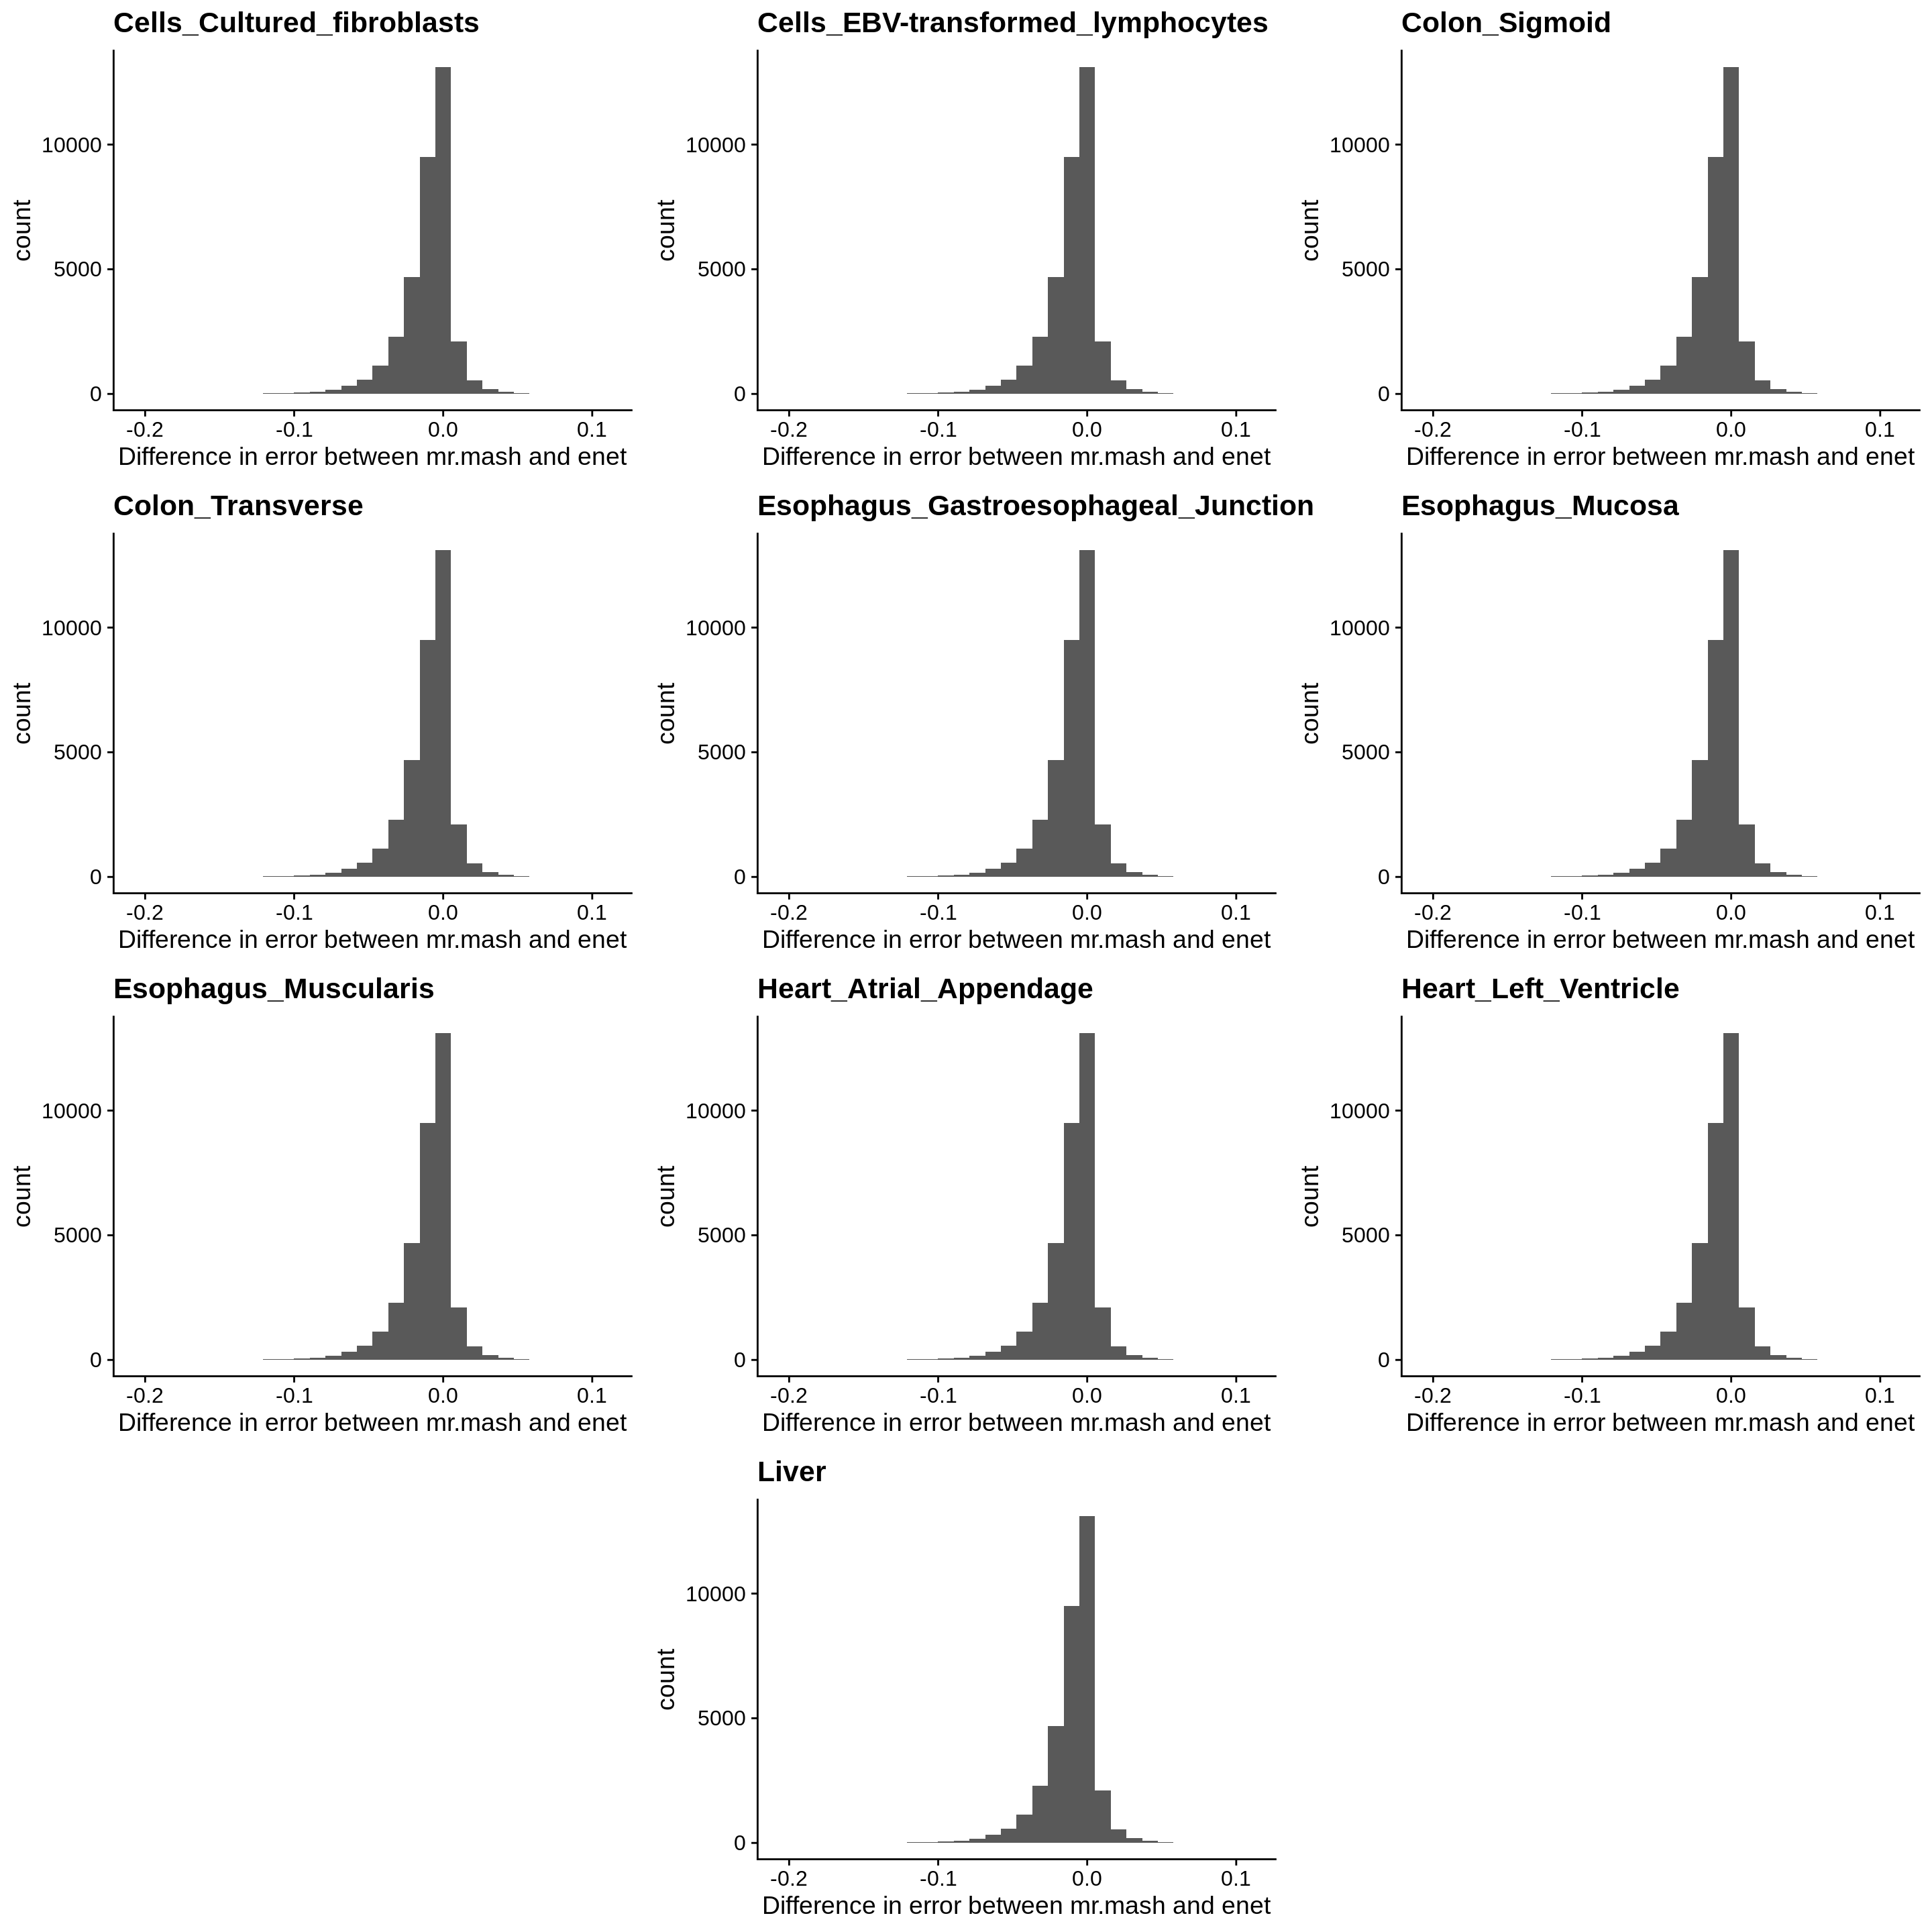 Cells_Cultured_fibroblasts
10000
5000
0
count
-0.2 -0.1 0.0 0.1
Difference in error between mr.mash and enet
Cells_EBV-transformed_lymphocytes
10000
5000
0
count
-0.2 -0.1 0.0 0.1
Difference in error between mr.mash and enet
Colon_Sigmoid
10000
5000
0
count
-0.2 -0.1 0.0 0.1
Difference in error between mr.mash and enet
Colon_Transverse
10000
5000
0
count
-0.2 -0.1 0.0 0.1
Difference in error between mr.mash and enet
Esophagus_Gastroesophageal_Junction
10000
5000
0
count
-0.2 -0.1 0.0 0.1
Difference in error between mr.mash and enet
Esophagus_Mucosa
10000
5000
0
count
-0.2 -0.1 0.0 0.1
Difference in error between mr.mash and enet
Esophagus_Muscularis
10000
5000
0
count
-0.2 -0.1 0.0 0.1
Difference in error between mr.mash and enet
Heart_Atrial_Appendage
10000
5000
0
count
-0.2 -0.1 0.0 0.1
Difference in error between mr.mash and enet
Heart_Left_Ventricle
10000
5000
0
count
-0.2 -0.1 0.0 0.1
Difference in error between mr.mash and enet
Liver
10000
5000
0
count
-0.2 -0.1 0.0 0.1
Difference in error between mr.mash and enet